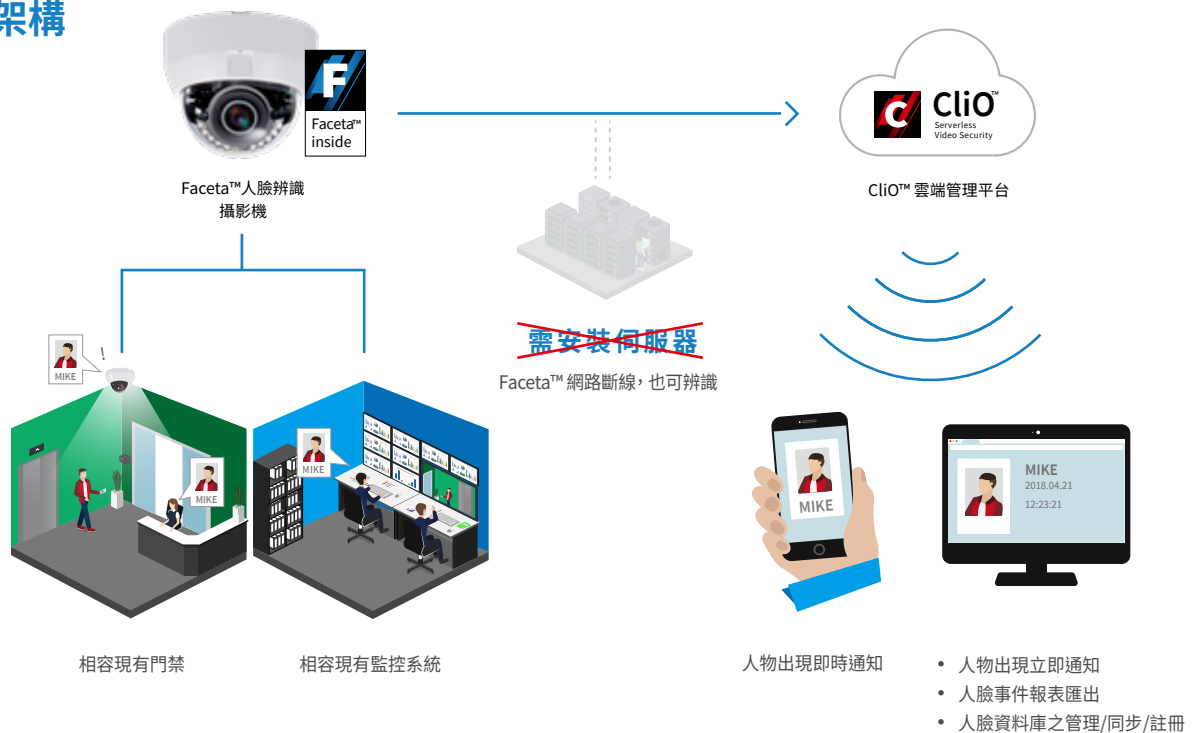 架構
F
Faceta™
inside
C
CliO™
Serverless
Video Security
Faceta™人臉辨識
攝影機
CliO™ 雲端管理平台
需安裝伺服器
Faceta™ 網路斷線，也可辨識
MIKE
!
MIKE
MIKE
MIKE
MIKE
2018.04.21
12:23:21
相容現有門禁
相容現有監控系統
人物出現即時通知
• 人物出現立即通知
• 人臉事件報表匯出
• 人臉資料庫之管理/同步/註冊